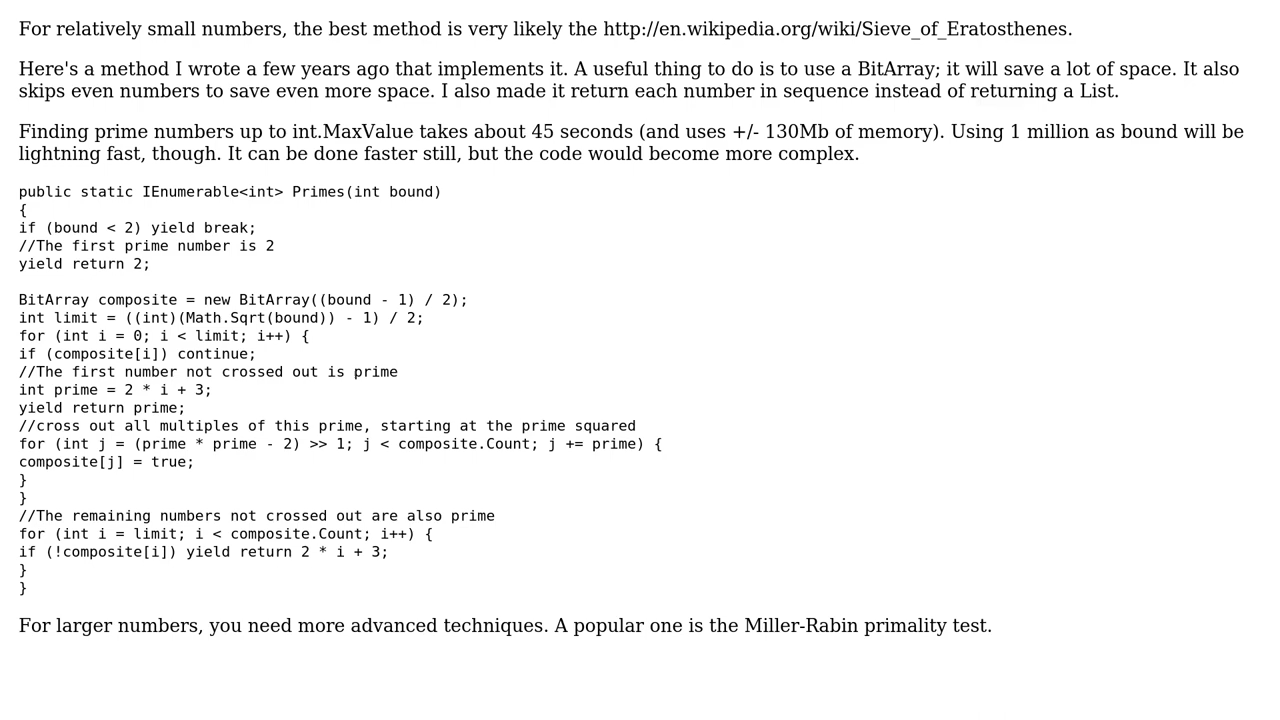 For relatively small numbers, the best method is very likely the http://en.wikipedia.org/wiki/Sieve_of_Eratosthenes.
Here's a method I wrote a few years ago that implements it. A useful thing to do is to use a BitArray; it will save a lot of space. It also
skips even numbers to save even more space. I also made it return each number in sequence instead of returning a List.
Finding prime numbers up to int.MaxValue takes about 45 seconds (and uses +/- 130Mb of memory). Using 1 million as bound will be
lightning fast, though. It can be done faster still, but the code would become more complex.
public static IEnumerable<int> Primes(int bound)
{
if (bound < 2) yield break;
//The first prime number is 2
yield return 2;
BitArray composite = new BitArray((bound - 1) / 2);
int limit = ((int)(Math.Sqrt(bound)) - 1) / 2;
for (int i = 0; i < limit; i++) {
if (composite[i]) continue;
//The first number not crossed out is prime
int prime = 2 * i + 3;
yield return prime;
//cross out all multiples of this prime, starting at the prime squared
for (int j = (prime * prime - 2) >> 1; j < composite.Count; j += prime) {
composite[j] = true;
}
}
//The remaining numbers not crossed out are also prime
for (int i = limit; i < composite.Count; i++) {
if (!composite[i]) yield return 2 * i + 3;
}
}
For larger numbers, you need more advanced techniques. A popular one is the Miller-Rabin primality test.